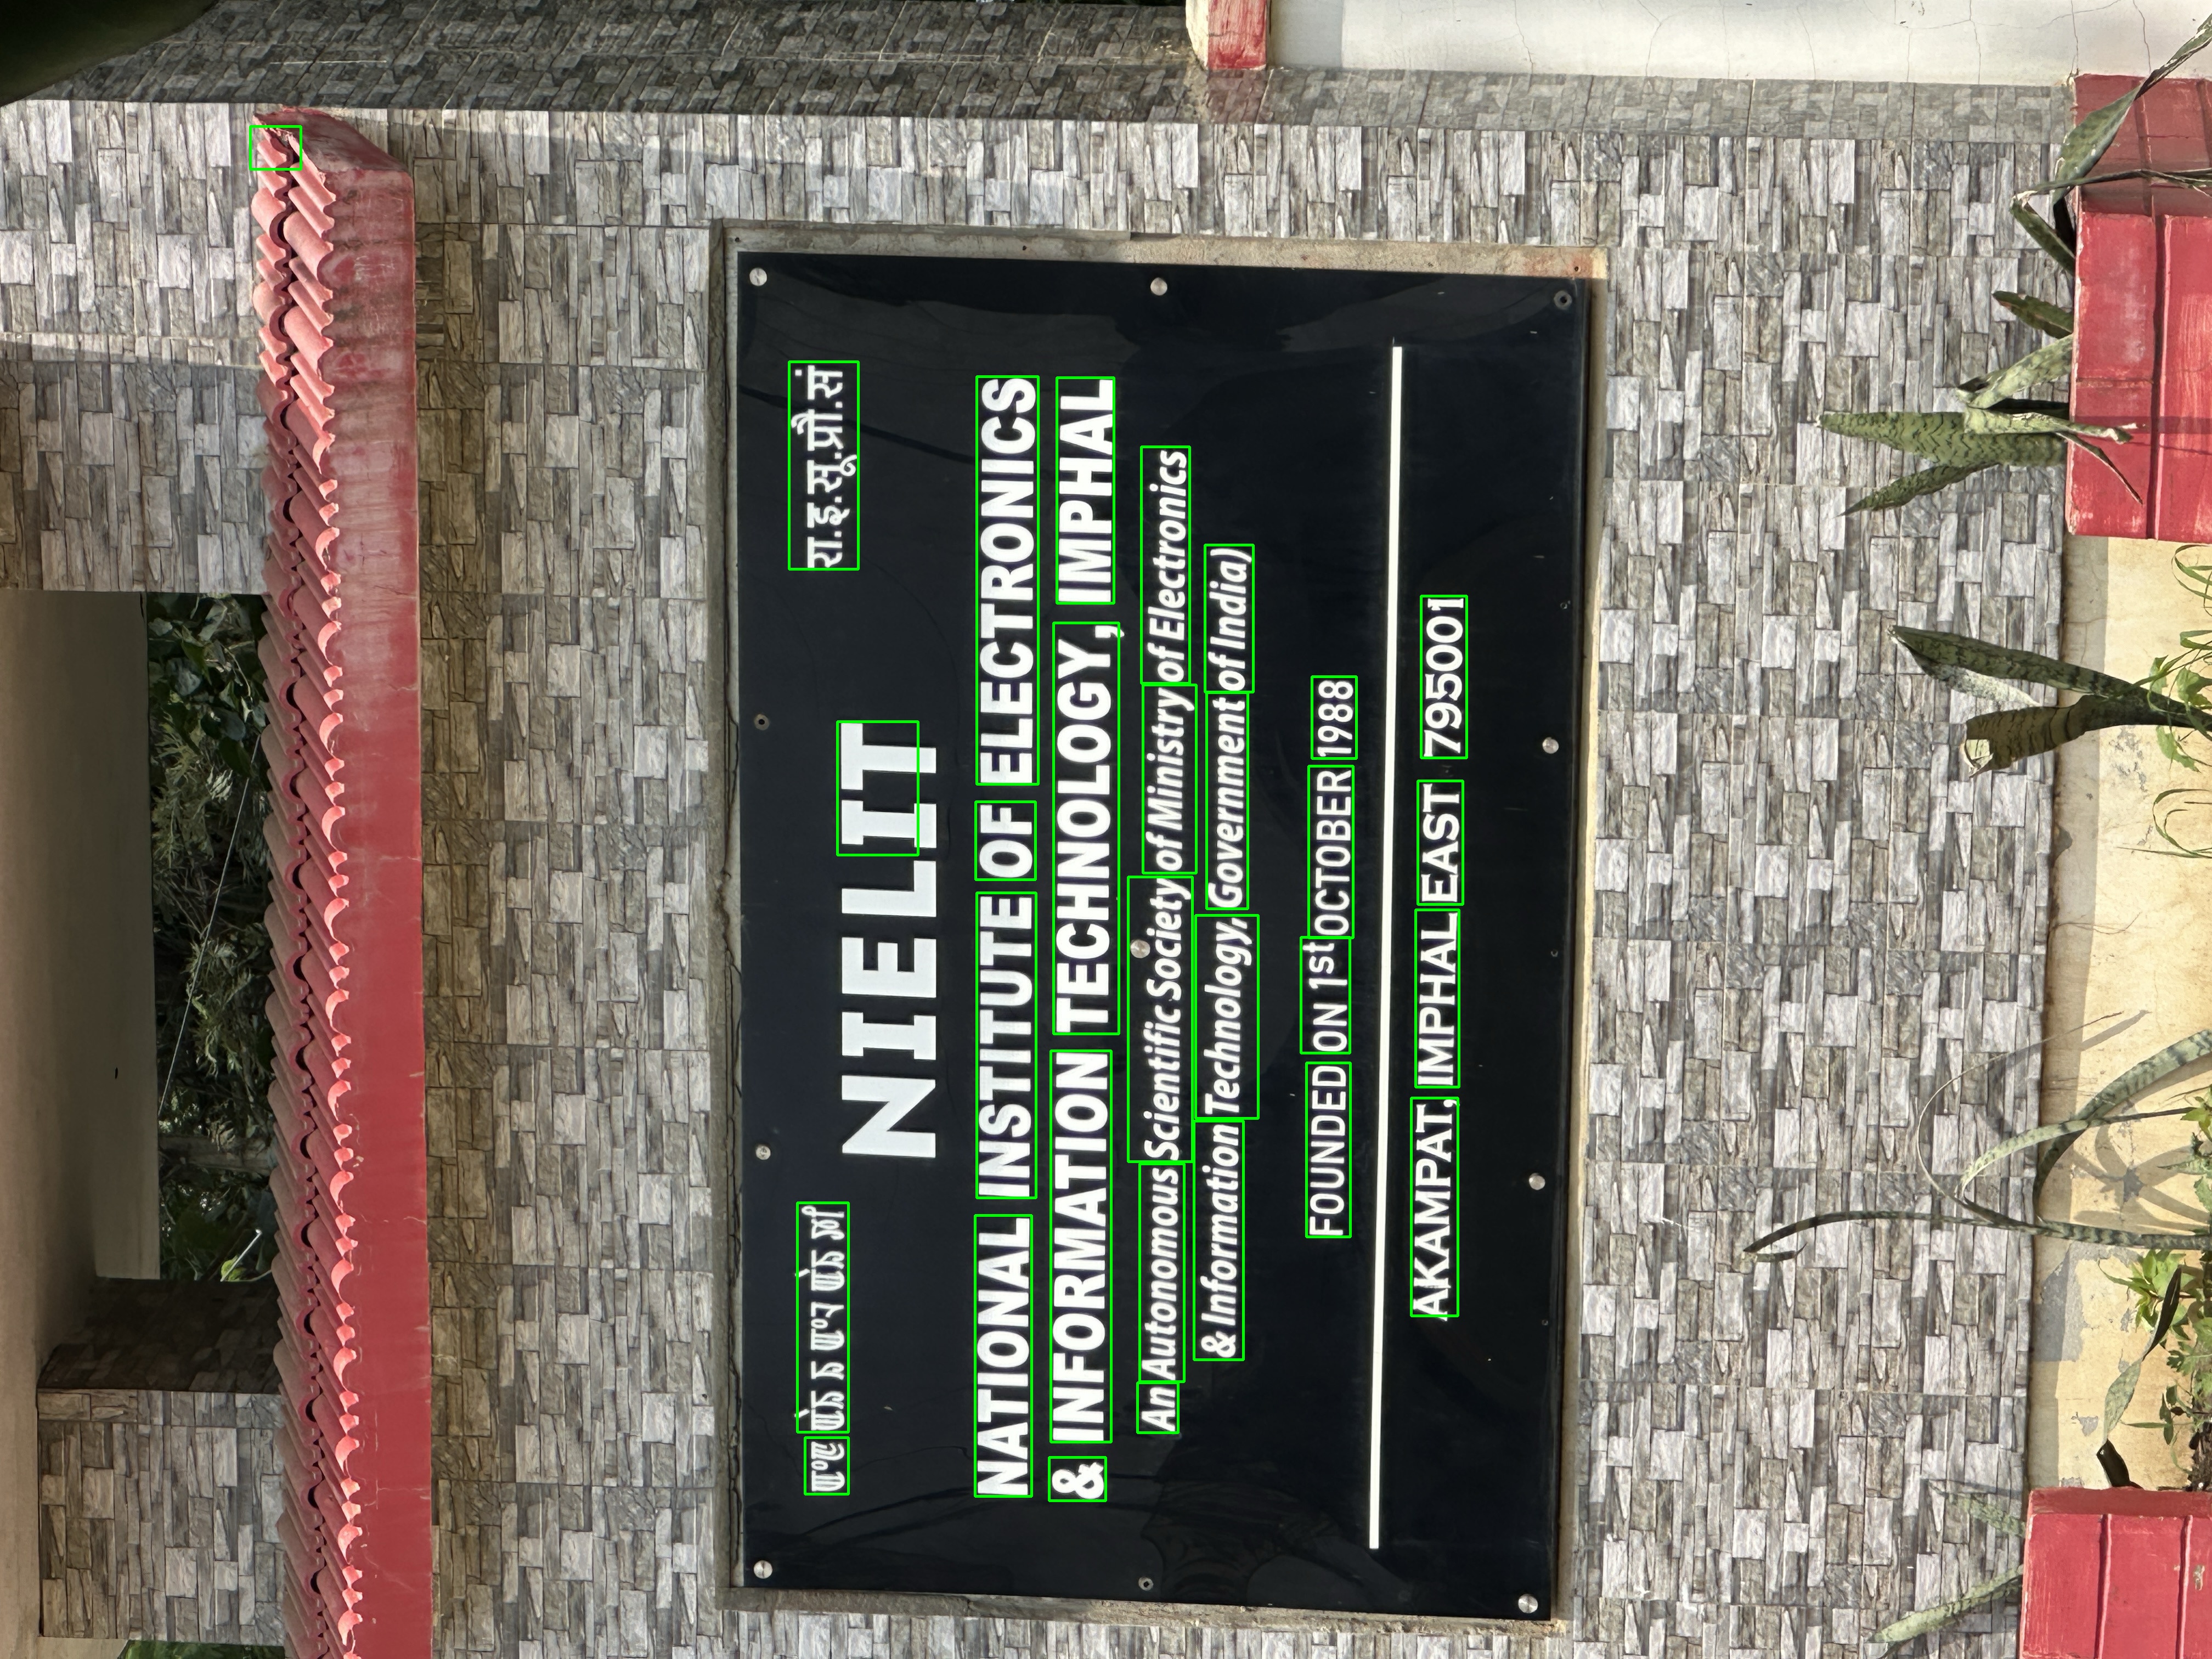 रा.इ.सू.प्रौ.सं
NIELIT
NATIONAL INSTITUTE OF ELECTRONICS
& INFORMATION TECHNOLOGY, IMPHAL
An Autonomous Scientific Society of Ministry of Electronics
& Information Technology, Government of India)
FOUNDED ON 1st OCTOBER 1988
AKAMPAT, IMPHAL EAST 795001